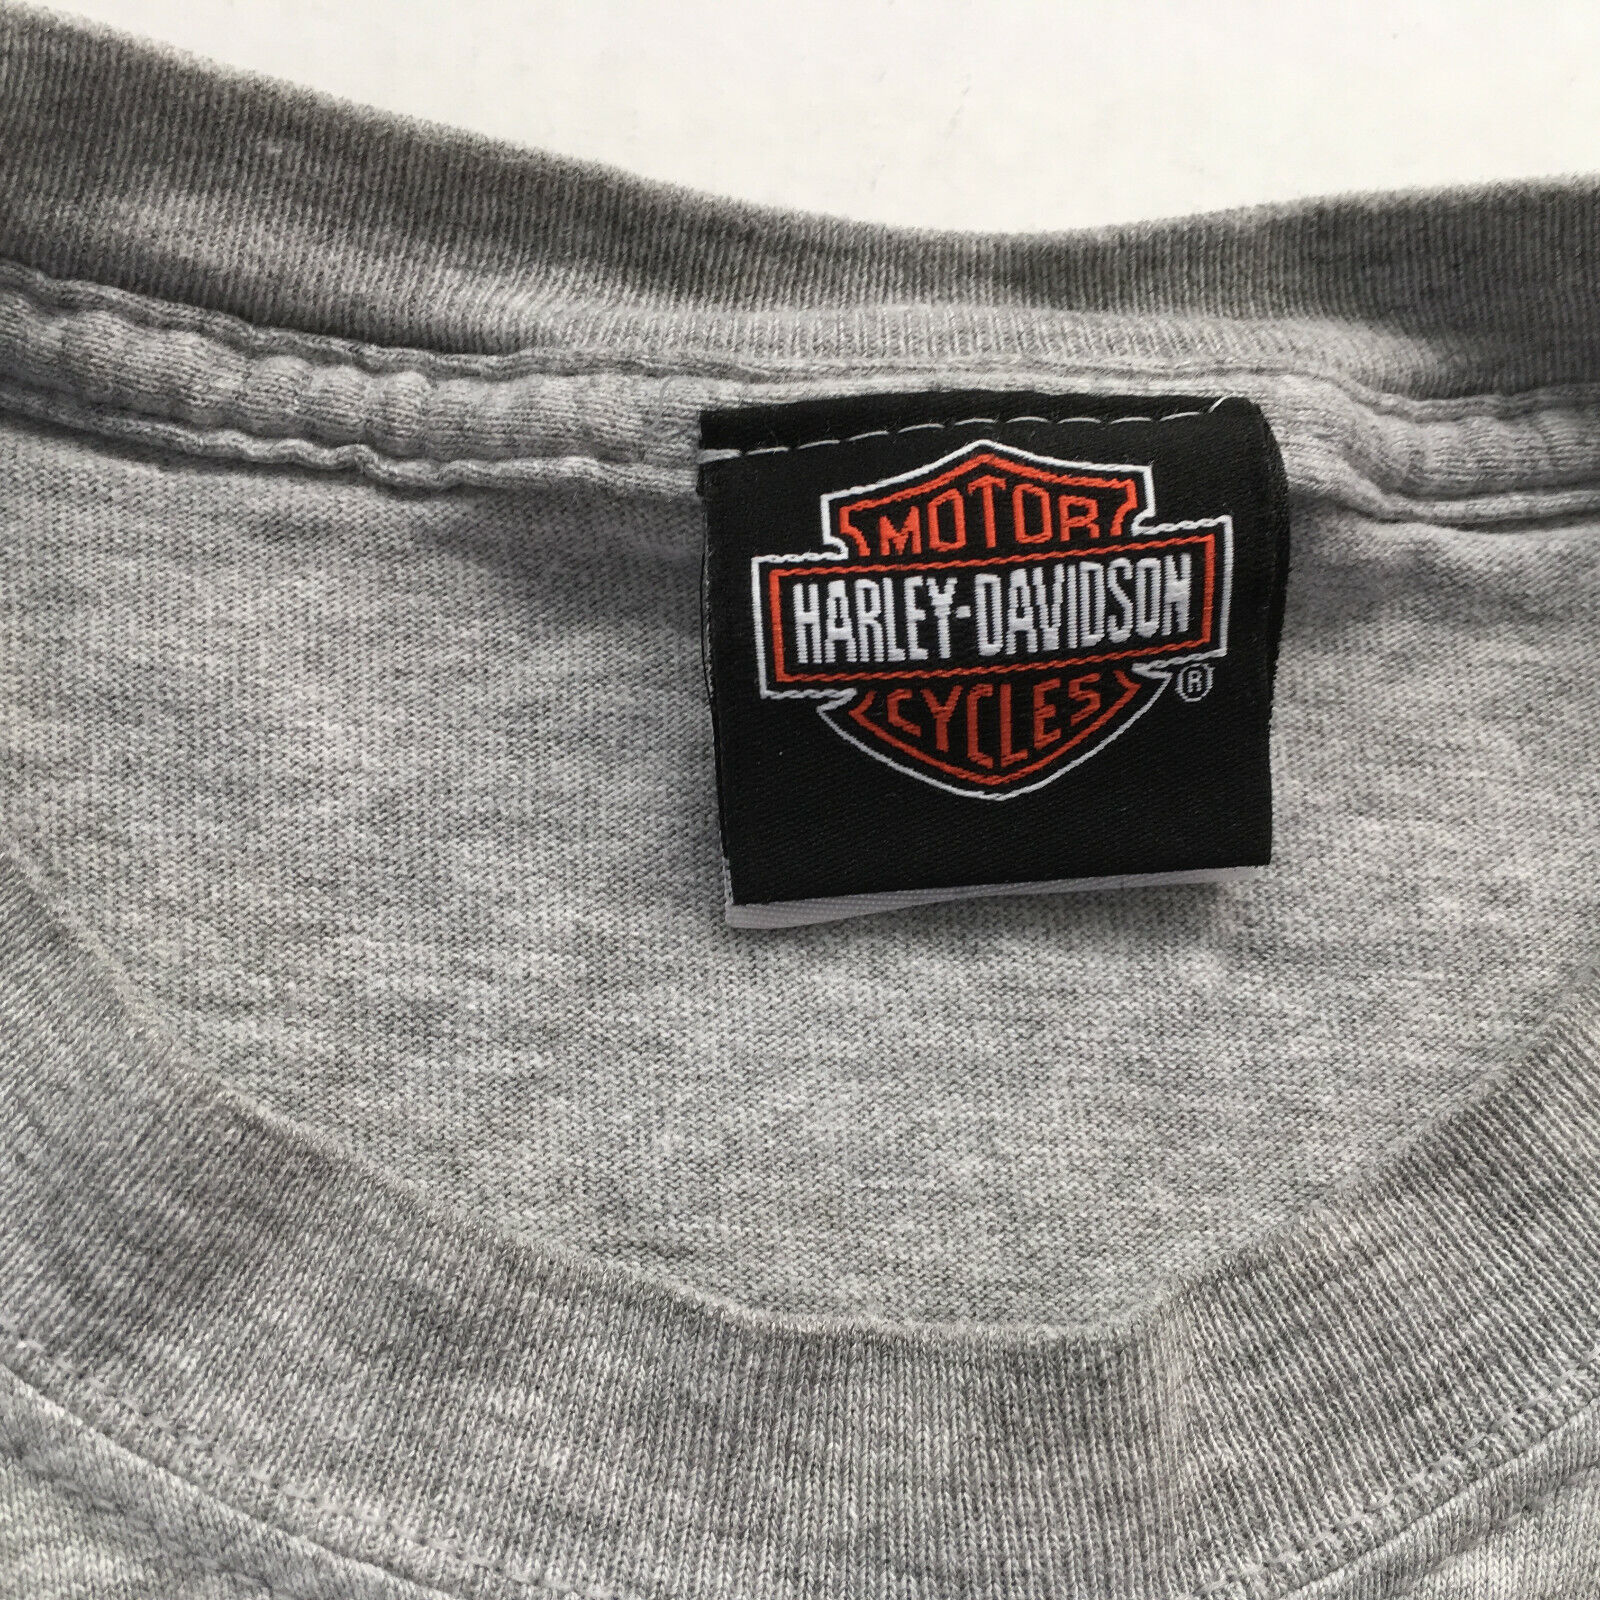 MOTOR
HARLEY-DAVIDSON
CYCLES
®